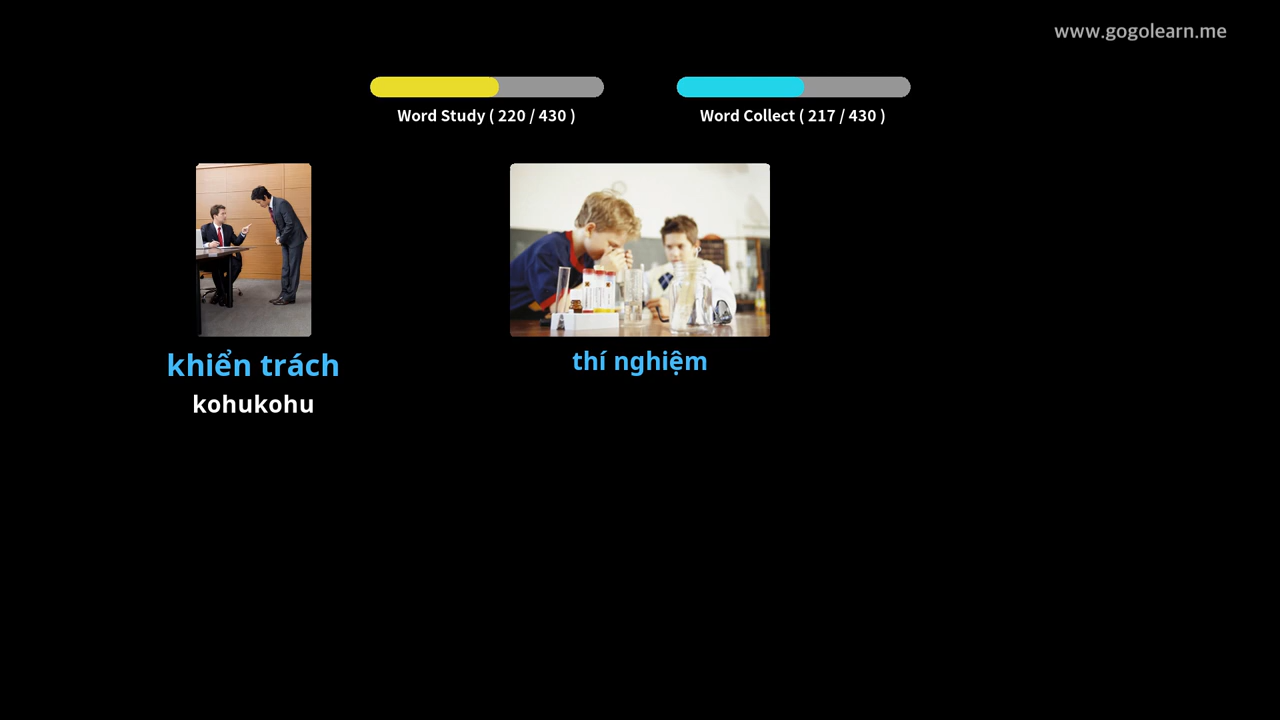 www.gogolearn.me
Word Study ( 220 / 430 )
Word Collect ( 217 / 430 )
khiển trách
kohukohu
thí nghiệm